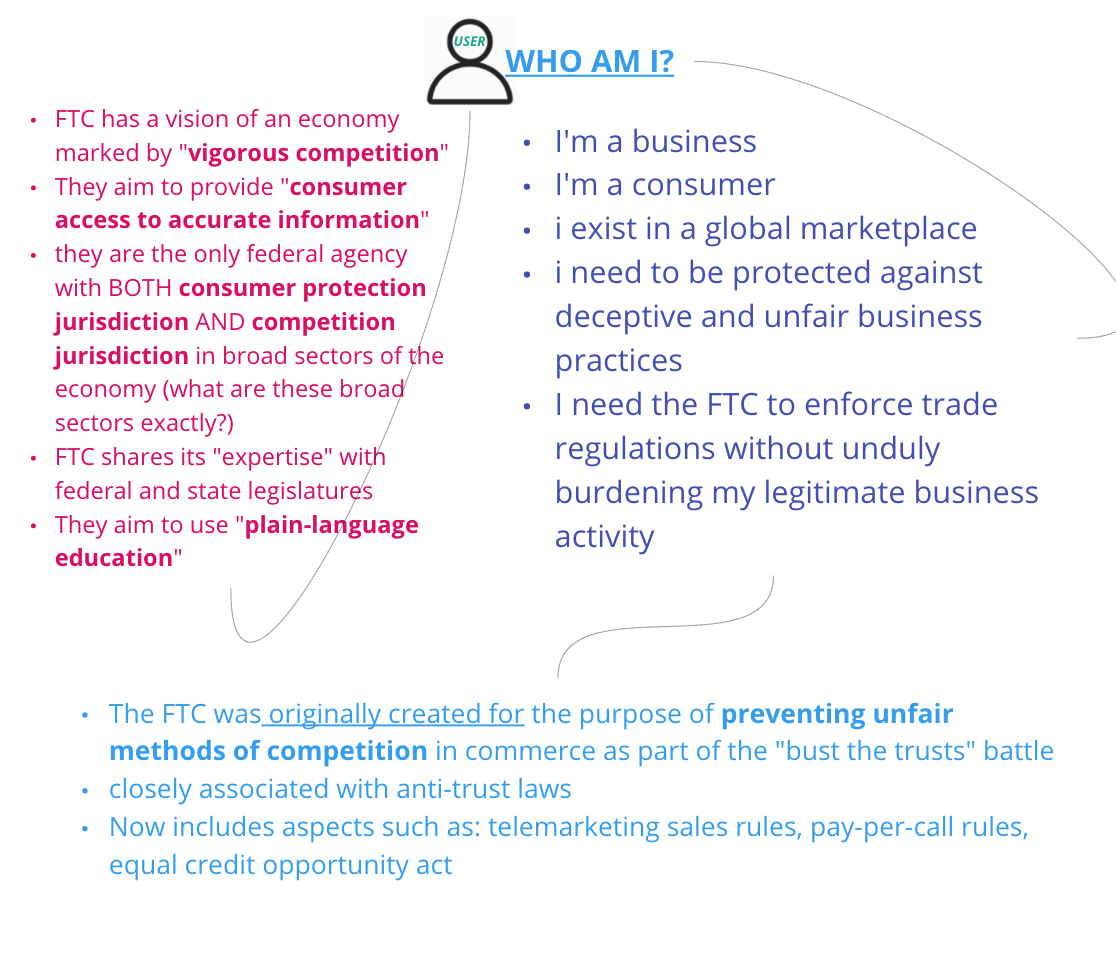 USER
WHO AM I?
• FTC has a vision of an economy
marked by "vigorous competition"
• They aim to provide "consumer
access to accurate information"
• they are the only federal agency
with BOTH consumer protection
jurisdiction AND competition
jurisdiction in broad sectors of the
economy (what are these broad
sectors exactly?)
• FTC shares its "expertise" with
federal and state legislatures
• They aim to use "plain-language
education"
• I'm a business
• I'm a consumer
• i exist in a global marketplace
• i need to be protected against
deceptive and unfair business
practices
• I need the FTC to enforce trade
regulations without unduly
burdening my legitimate business
activity
• The FTC was originally created for the purpose of preventing unfair
methods of competition in commerce as part of the "bust the trusts" battle
• closely associated with anti-trust laws
• Now includes aspects such as: telemarketing sales rules, pay-per-call rules,
equal credit opportunity act